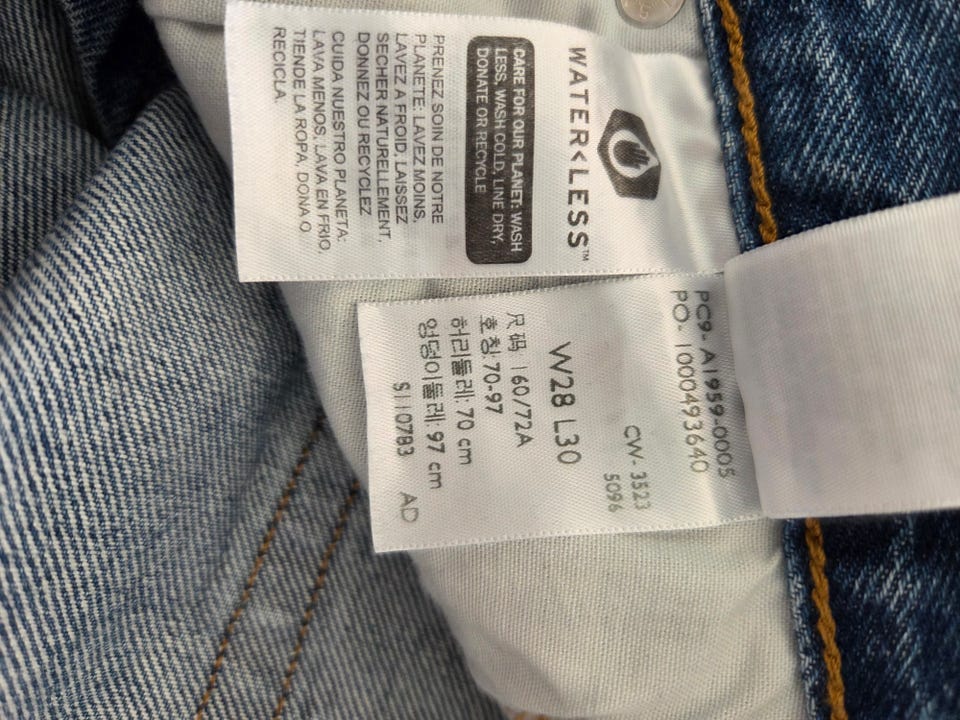 WATER<LESS™
CARE FOR OUR PLANET: WASH
LESS, WASH COLD, LINE DRY,
DONATE OR RECYCLE
PRENEZ SOIN DE NOTRE
PLANÈTE: LAVEZ MOINS,
LAVEZ A FROID, LAISSEZ
SECHER NATURELLEMENT,
DONNEZ OU RECYCLEZ
CUIDA NUESTRO PLANETA:
LAVA MENOS, LAVA EN FRIO,
TIENDE LA ROPA, DONA O
RECICLA.
PC9- A1959-0005
PO- 1000493640
CW- 3523
5096
W28 L30
尺码 160/72A
호칭: 70-97
허리둘레: 70 cm
엉덩이둘레: 97 cm
S110783 AD